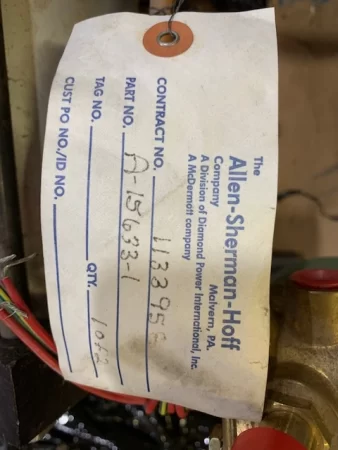 The
Allen-Sherman-Hoff
Company Malvern, PA.
A Division of Diamond Power International, Inc.
A McDermott company
CONTRACT NO. 113395
PART NO. A-15633-1
TAG NO. QTY. 1 of 2
CUST PO NO./ID NO.